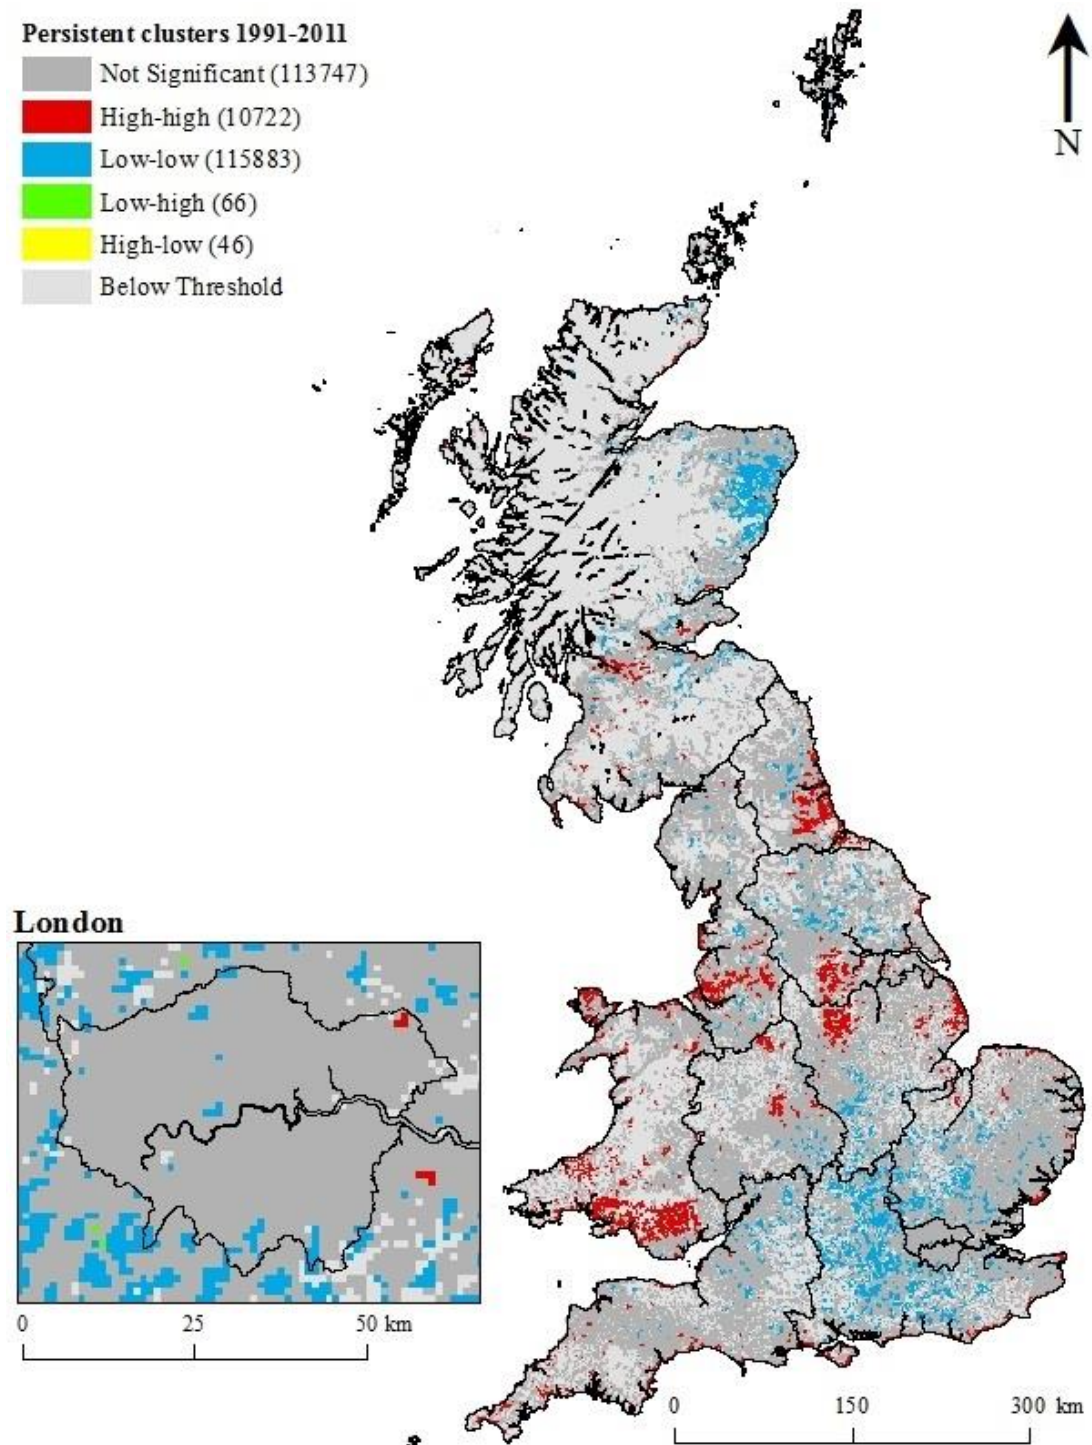 Persistent clusters 1991-2011
Not Significant (113747)
High-high (10722)
Low-low (115883)
Low-high (66)
High-low (46)
Below Threshold
N
London
0 25 50 km
0 150 300 km